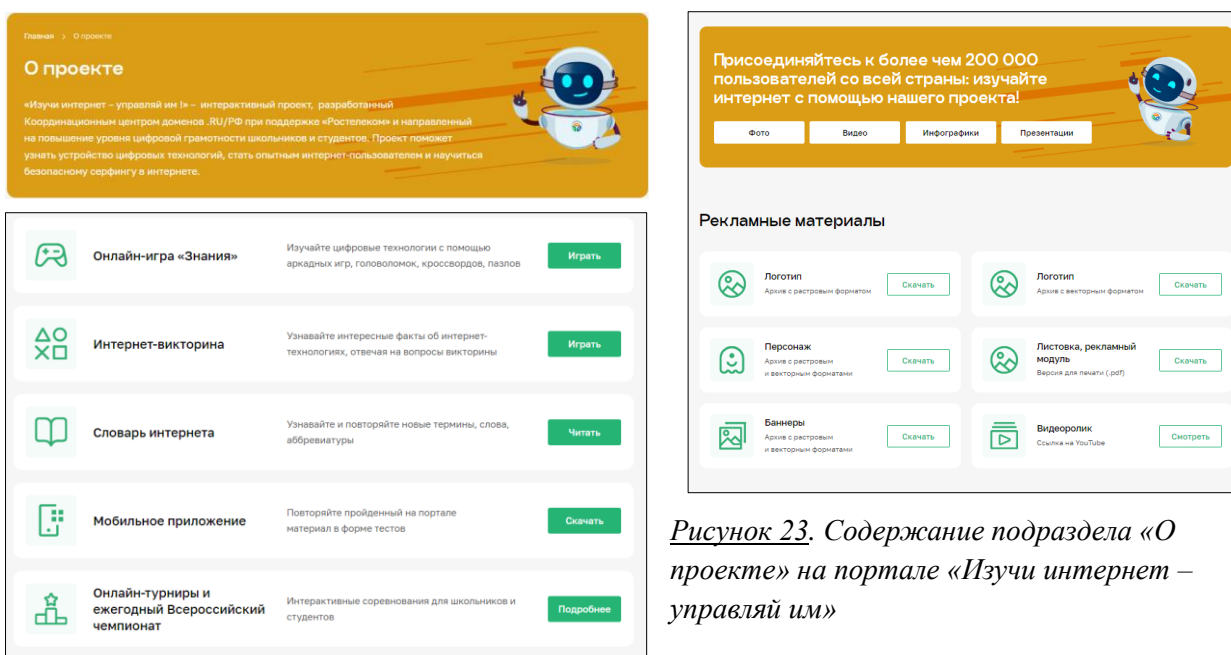 Главная > О проекте
О проекте
«Изучи интернет – управляй им !» – интерактивный проект, разработанный
Координационным центром доменов .RU/РФ при поддержке «Ростелеком» и направленный
на повышение уровня цифровой грамотности школьников и студентов. Проект поможет
узнать устройство цифровых технологий, стать опытным интернет-пользователем и научиться
безопасному серфингу в интернете.
Онлайн-игра «Знания»
Изучайте цифровые технологии с помощью
аркадных игр, головоломок, кроссвордов, пазлов
Играть
Интернет-викторина
Узнавайте интересные факты об интернет-
технологиях, отвечая на вопросы викторины
Играть
Словарь интернета
Узнавайте и повторяйте новые термины, слова,
аббревиатуры
Читать
Мобильное приложение
Повторяйте пройденный на портале
материал в форме тестов
Скачать
Онлайн-турниры и
ежегодный Всероссийский
чемпионат
Интерактивные соревнования для школьников и
студентов
Подробнее
Присоединяйтесь к более чем 200 000
пользователей со всей страны: изучайте
интернет с помощью нашего проекта!
Фото
Видео
Инфографики
Презентации
Рекламные материалы
Логотип
Архив с растровым форматом
Скачать
Логотип
Архив с векторным форматом
Скачать
Персонаж
Архив с растровым
и векторным форматами
Скачать
Листовка, рекламный
модуль
Версия для печати (.pdf)
Скачать
Баннеры
Архив с растровым
и векторным форматами
Скачать
Видеоролик
Ссылка на YouTube
Смотреть
Рисунок 23. Содержание подраздела «О
проекте» на портале «Изучи интернет –
управляй им»